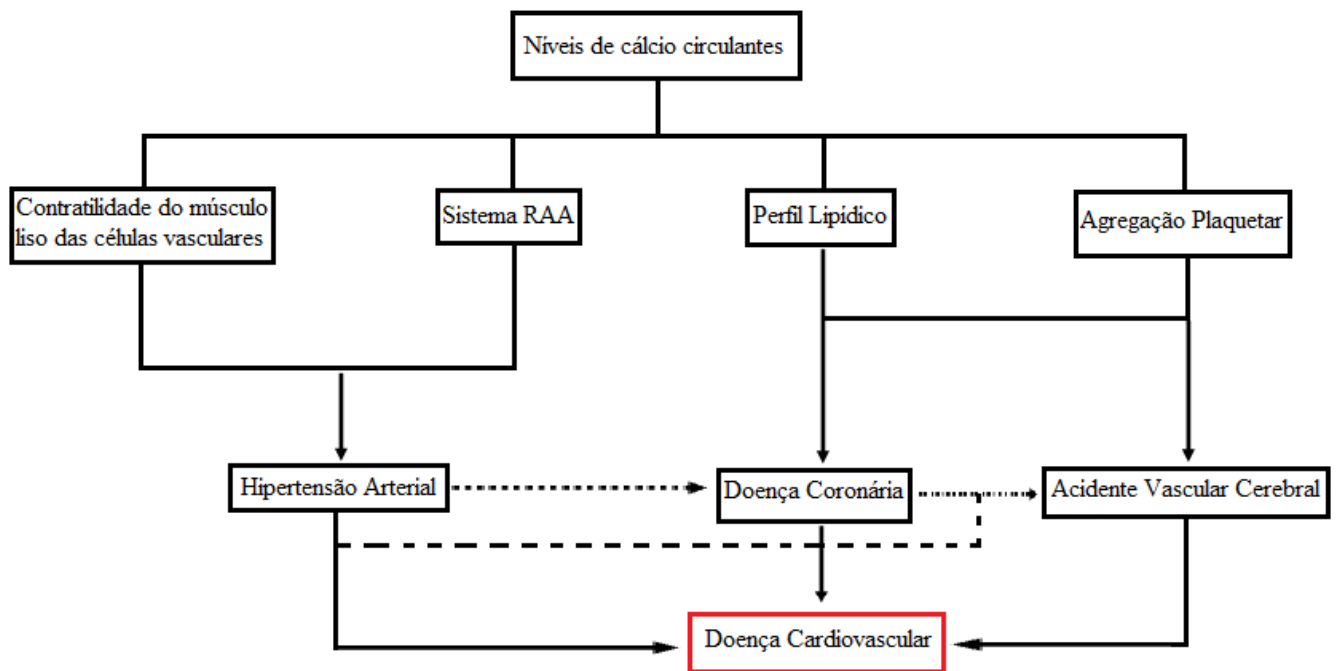 Níveis de cálcio circulantes
Contratilidade do músculo
liso das células vasculares
Sistema RAA
Perfil Lipídico
Agregação Plaquetar
Hipertensão Arterial
Doença Coronária
Acidente Vascular Cerebral
Doença Cardiovascular